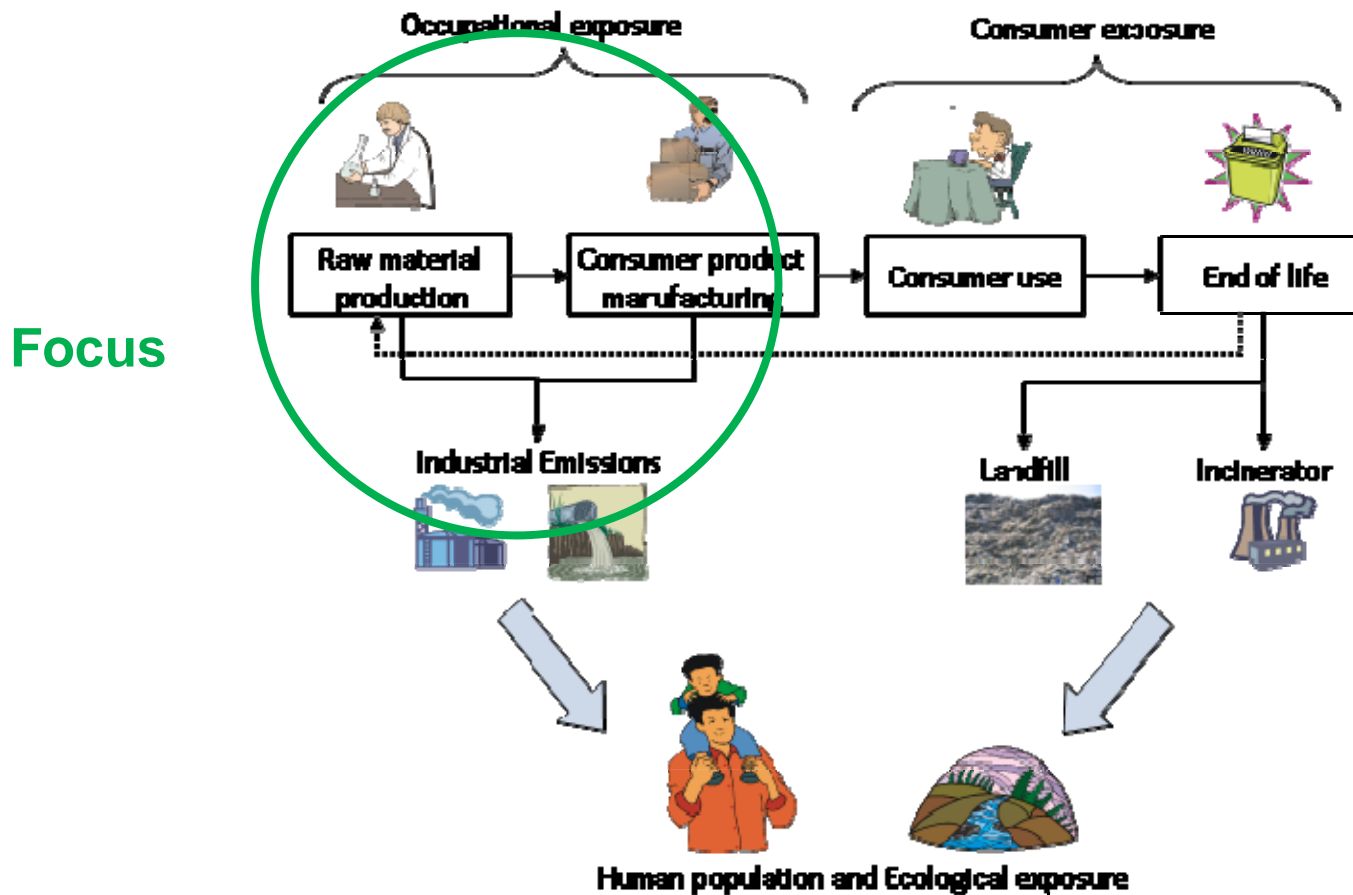 Occupational exposure
Consumer exposure
Raw material
production
Consumer product
manufacturing
Consumer use
End of life
Focus
Industrial Emissions
Landfill
Incinerator
Human population and Ecological exposure